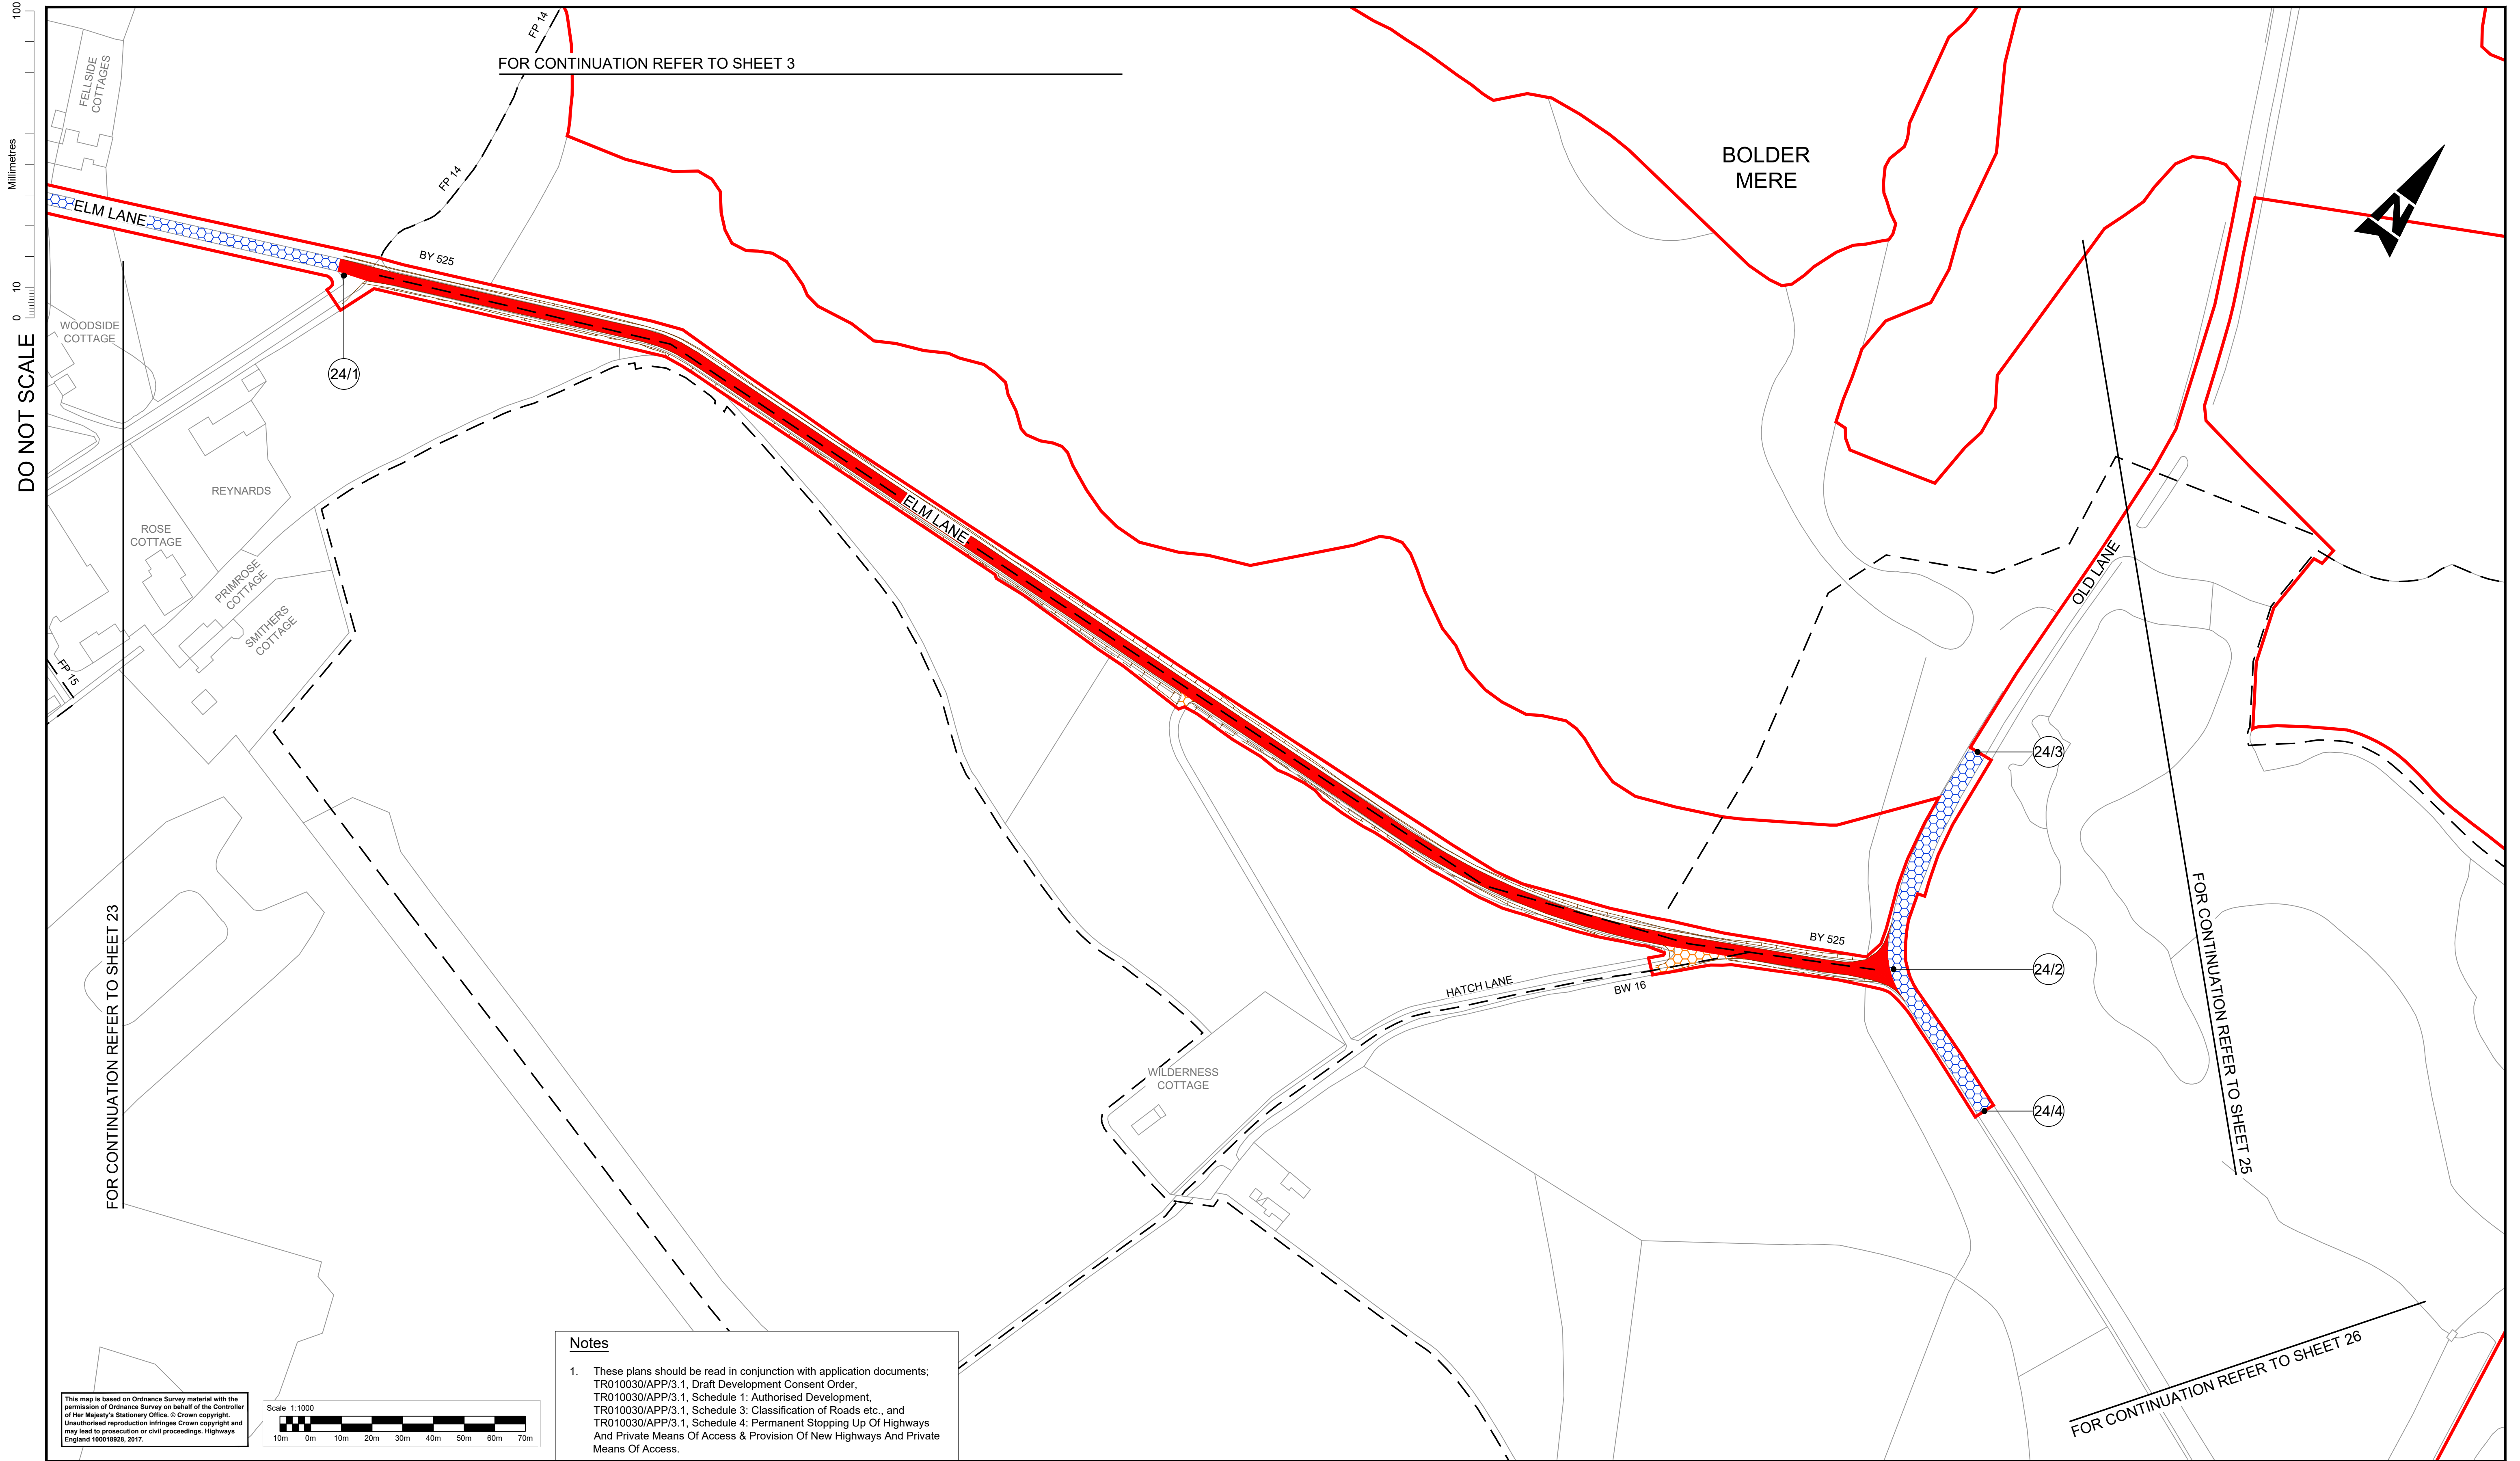 100
Millimetres
10
0
DO NOT SCALE
FELLSIDE
COTTAGES
FP 14
FOR CONTINUATION REFER TO SHEET 3
FP 14
BOLDER
MERE
N
ELM LANE
BY 525
WOODSIDE
COTTAGE
24/1
REYNARDS
ROSE
COTTAGE
PRIMROSE
COTTAGE
SMITHERS
COTTAGE
FP 15
ELM LANE
OLD LANE
24/3
24/2
24/4
BY 525
HATCH LANE
BW 16
WILDERNESS
COTTAGE
FOR CONTINUATION REFER TO SHEET 23
FOR CONTINUATION REFER TO SHEET 25
FOR CONTINUATION REFER TO SHEET 26
This map is based on Ordnance Survey material with the
permission of Ordnance Survey on behalf of the Controller
of Her Majesty's Stationery Office. © Crown copyright.
Unauthorised reproduction infringes Crown copyright and
may lead to prosecution or civil proceedings. Highways
England 100018928, 2017.
Scale 1:1000
10m 0m 10m 20m 30m 40m 50m 60m 70m
Notes
1. These plans should be read in conjunction with application documents;
TR010030/APP/3.1, Draft Development Consent Order,
TR010030/APP/3.1, Schedule 1: Authorised Development,
TR010030/APP/3.1, Schedule 3: Classification of Roads etc., and
TR010030/APP/3.1, Schedule 4: Permanent Stopping Up Of Highways
And Private Means Of Access & Provision Of New Highways And Private
Means Of Access.